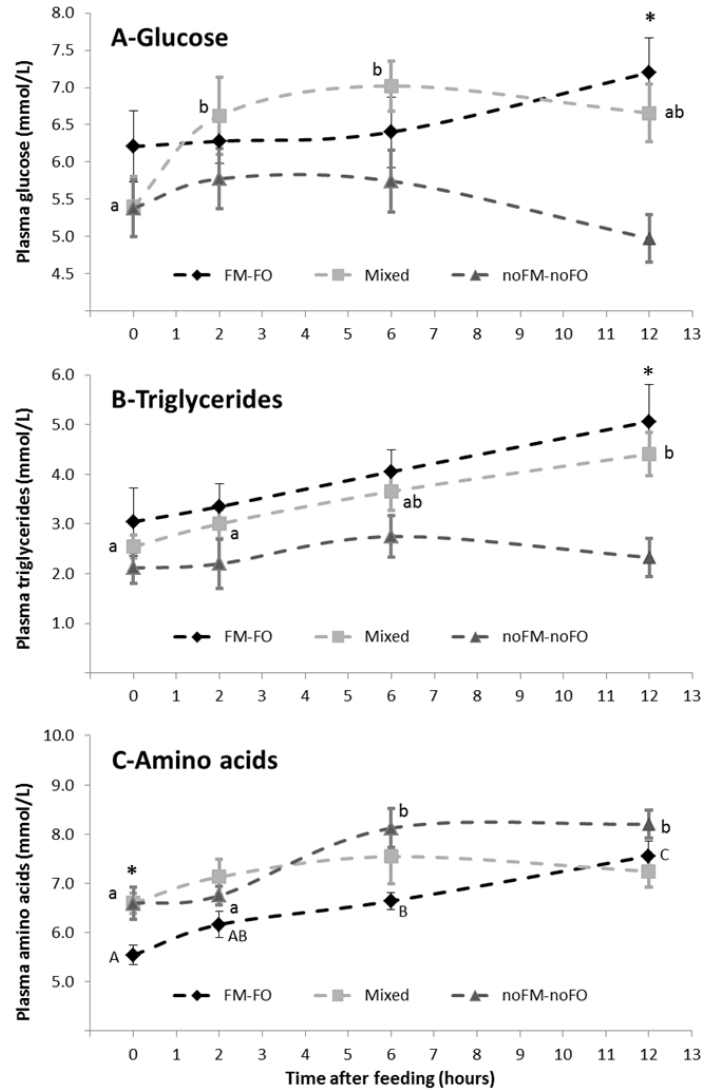 A-Glucose
Plasma glucose (mmol/L)
8.0
7.5
7.0
6.5
6.0
5.5
5.0
4.5
a
b
b
ab
*
FM-FO Mixed noFM-noFO
0 1 2 3 4 5 6 7 8 9 10 11 12 13
B-Triglycerides
Plasma triglycerides (mmol/L)
6.0
5.0
4.0
3.0
2.0
1.0
a
a
ab
b
*
FM-FO Mixed noFM-noFO
0 1 2 3 4 5 6 7 8 9 10 11 12 13
C-Amino acids
Plasma amino acids (mmol/L)
10.0
9.0
8.0
7.0
6.0
5.0
*
a
A
a
AB
b
B
b
C
FM-FO Mixed noFM-noFO
0 1 2 3 4 5 6 7 8 9 10 11 12 13
Time after feeding (hours)